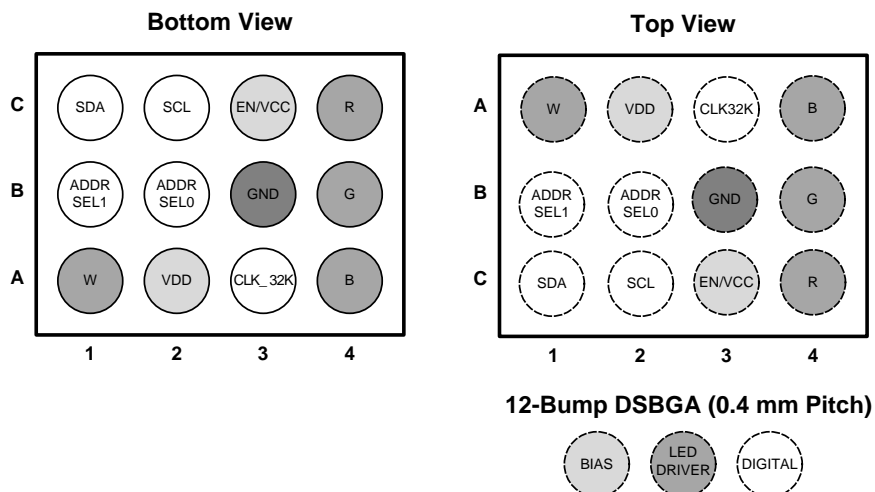 Bottom View
C SDA SCL EN/VCC R
B ADDR SEL1 ADDR SEL0 GND G
A W VDD CLK_ 32K B
1 2 3 4
Top View
A W VDD CLK32K B
B ADDR SEL1 ADDR SEL0 GND G
C SDA SCL EN/VCC R
1 2 3 4
12-Bump DSBGA (0.4 mm Pitch)
BIAS LED DRIVER DIGITAL